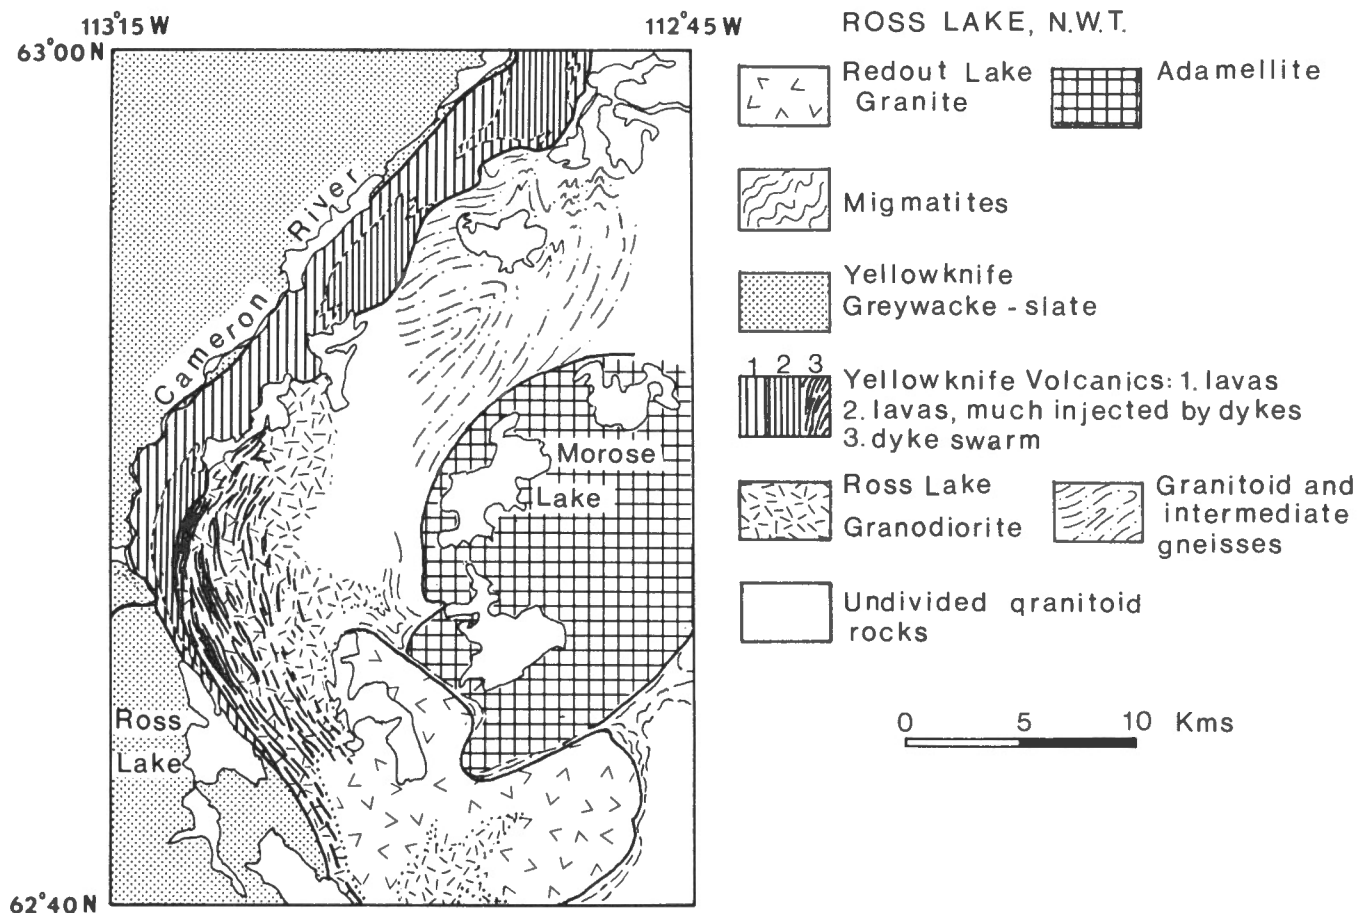 113°15 W
112°45 W
63°00 N
62°40 N
Cameron River
Morose
Lake
Ross
Lake
ROSS LAKE, N.W.T.
Redout Lake
Granite
Adamellite
Migmatites
Yellowknife
Greywacke - slate
1 2 3
Yellowknife Volcanics: 1. lavas
2. lavas, much injected by dykes
3. dyke swarm
Ross Lake
Granodiorite
Granitoid and
intermediate
gneisses
Undivided granitoid
rocks
0 5 10 Kms